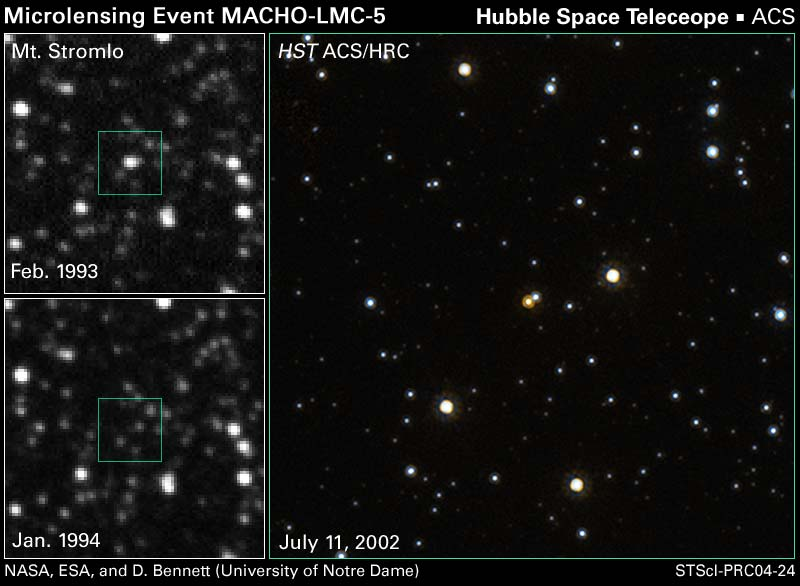 Microlensing Event MACHO-LMC-5
Hubble Space Teleceope ▪ ACS
Mt. Stromlo
Feb. 1993
Jan. 1994
HST ACS/HRC
July 11, 2002
NASA, ESA, and D. Bennett (University of Notre Dame)
STScI-PRC04-24